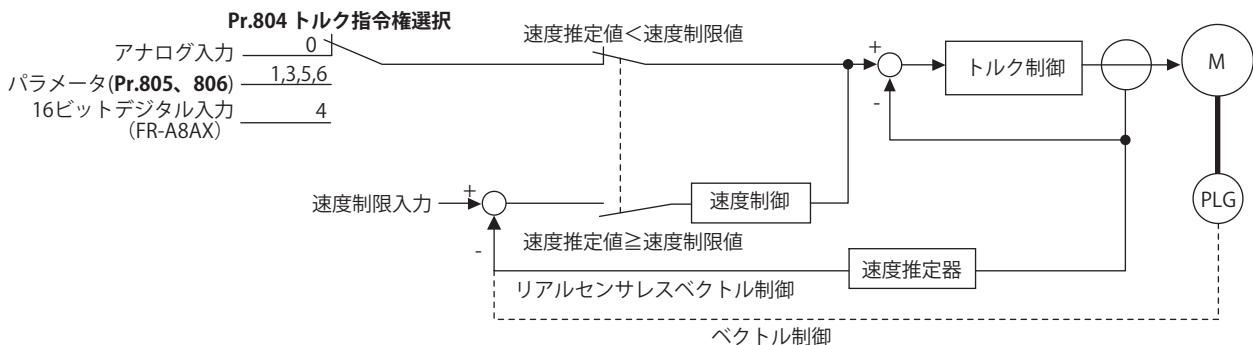 Pr.804 トルク指令権選択
アナログ入力 0
パラメータ(Pr.805、806) 1,3,5,6
16ビットデジタル入力 4
（FR-A8AX）
速度推定値＜速度制限値
+
-
トルク制御
M
PLG
速度制限入力
+
-
速度制御
速度推定値≧速度制限値
速度推定器
リアルセンサレスベクトル制御
ベクトル制御